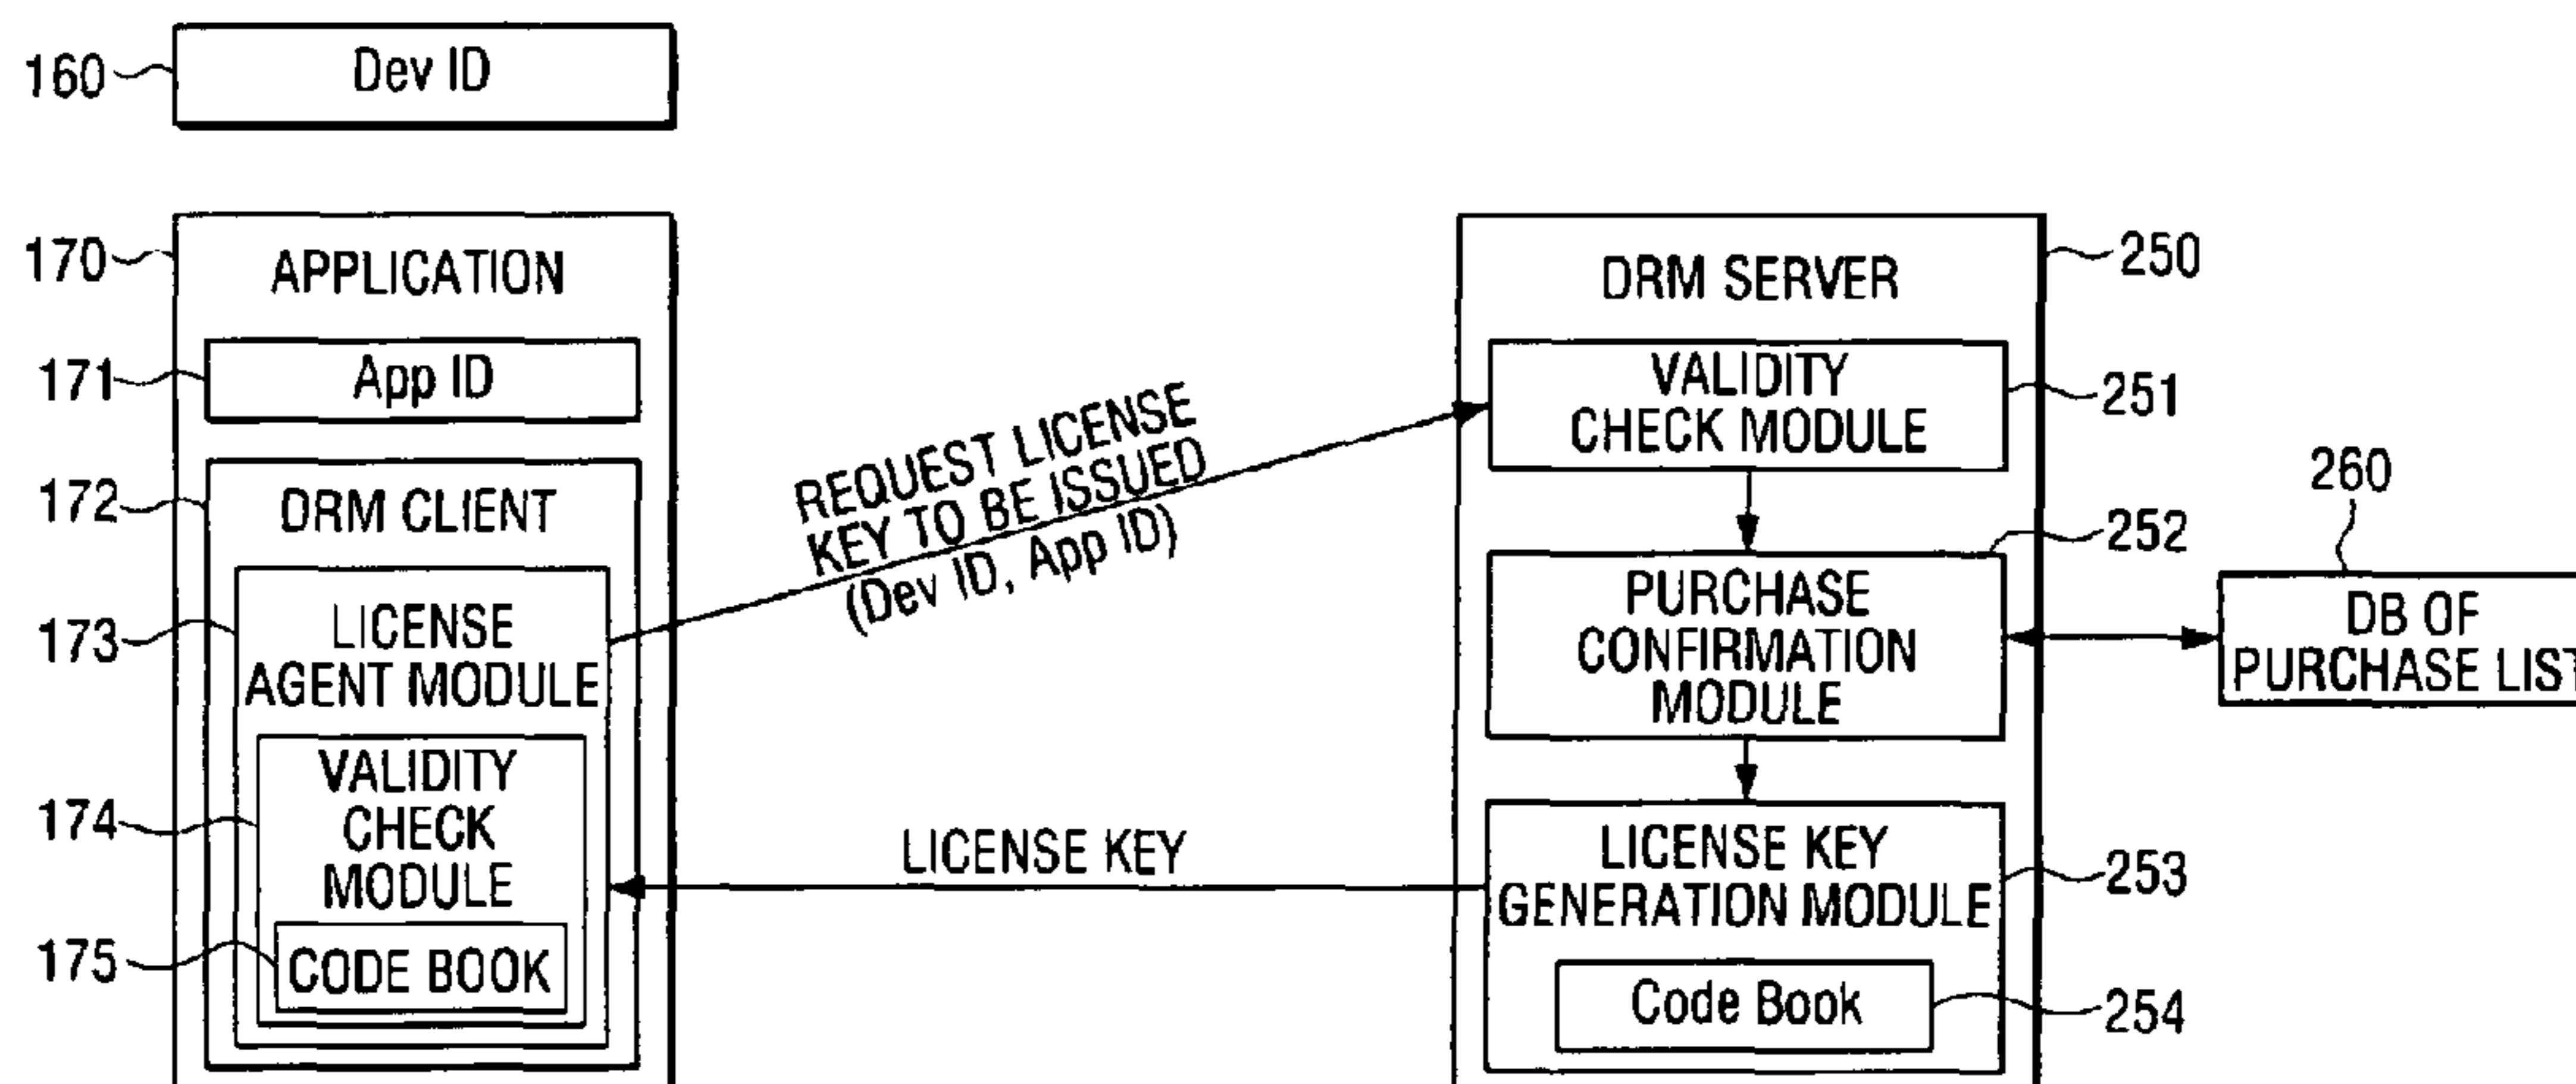 160
Dev ID
170
APPLICATION
171
App ID
172
DRM CLIENT
173
LICENSE
AGENT MODULE
174
VALIDITY
CHECK
MODULE
175
CODE BOOK
REQUEST LICENSE
KEY TO BE ISSUED
(Dev ID, App ID)
LICENSE KEY
DRM SERVER
250
VALIDITY
CHECK MODULE
251
PURCHASE
CONFIRMATION
MODULE
252
LICENSE KEY
GENERATION MODULE
253
Code Book
254
260
DB OF
PURCHASE LIST